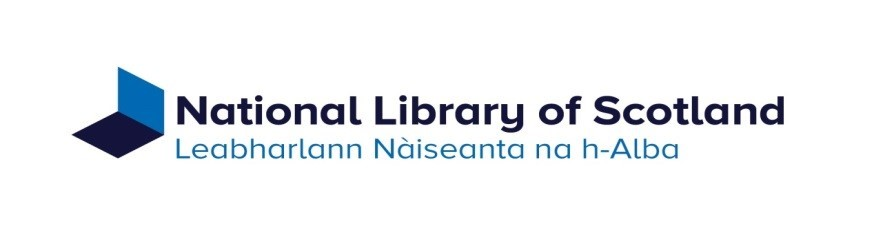 National Library of Scotland
Leabharlann Nàiseanta na h-Alba